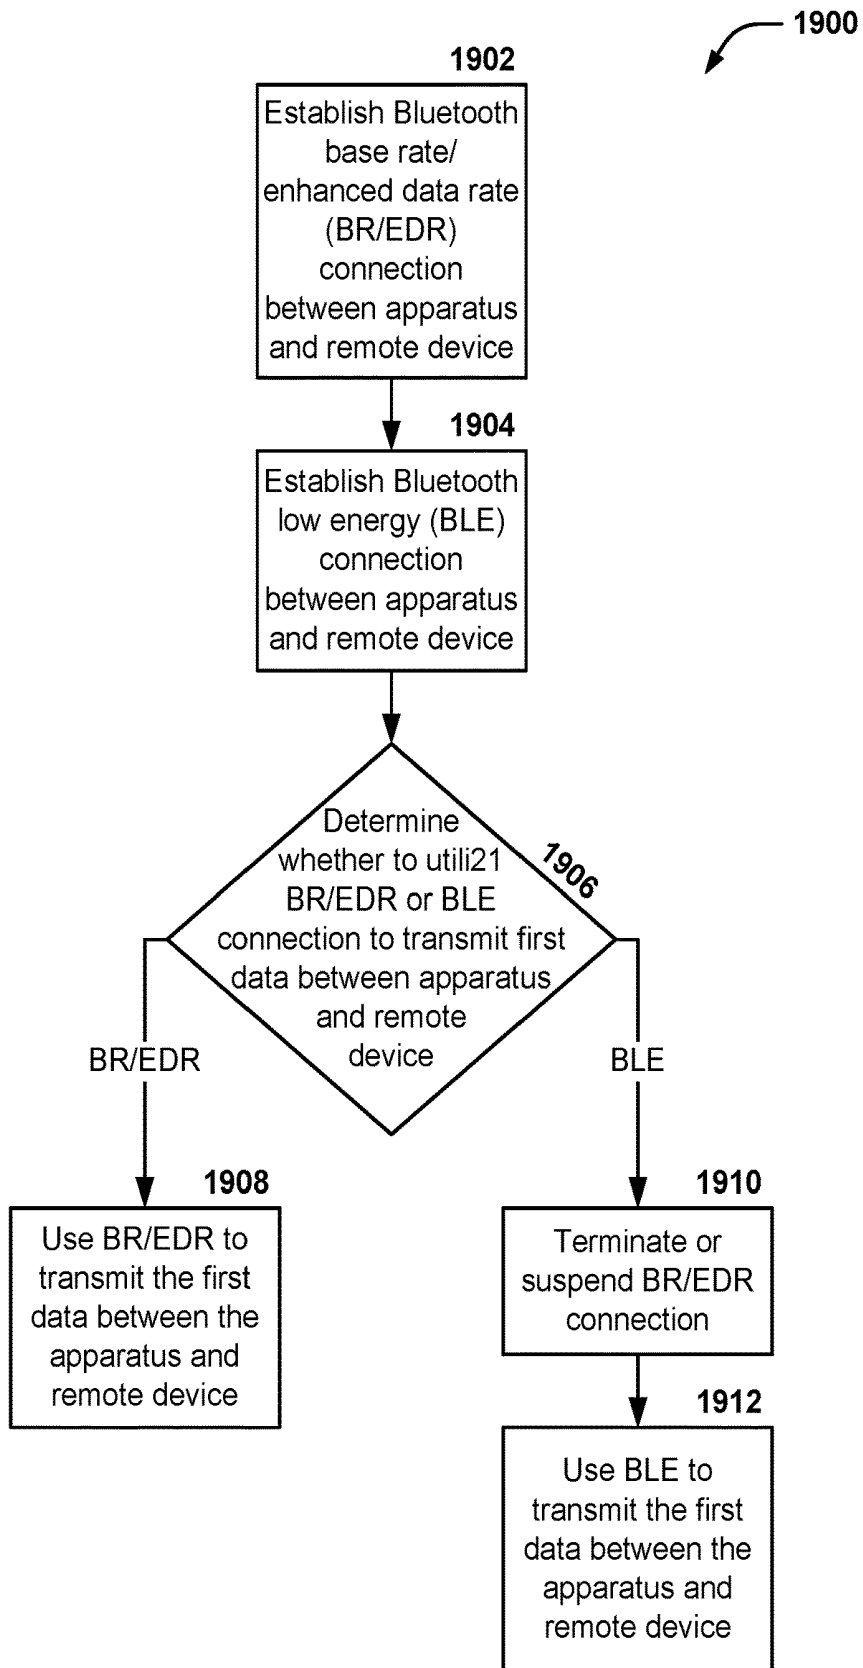 1900
1902
Establish Bluetooth
base rate/
enhanced data rate
(BR/EDR)
connection
between apparatus
and remote device
1904
Establish Bluetooth
low energy (BLE)
connection
between apparatus
and remote device
1906
Determine
whether to utili21
BR/EDR or BLE
connection to transmit first
data between apparatus
and remote
device
BR/EDR
BLE
1908
Use BR/EDR to
transmit the first
data between the
apparatus and
remote device
1910
Terminate or
suspend BR/EDR
connection
1912
Use BLE to
transmit the first
data between the
apparatus and
remote device